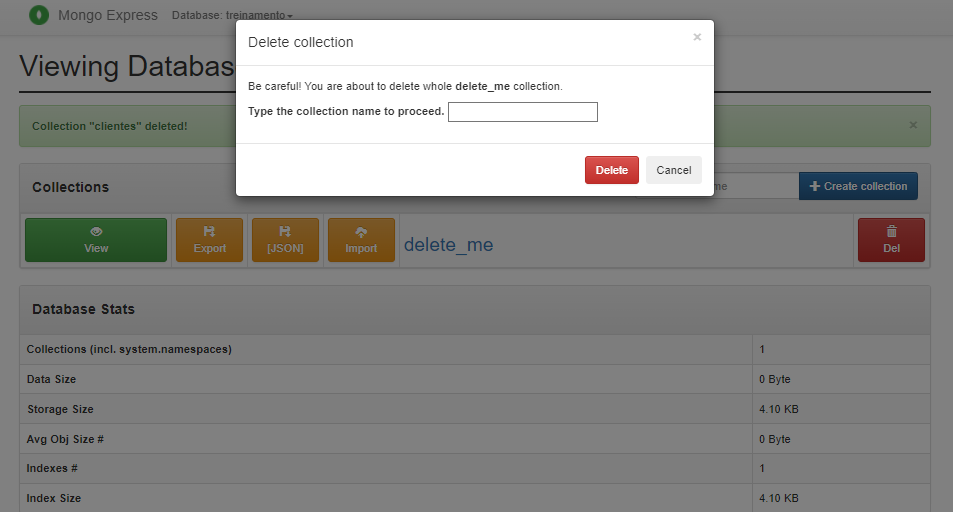 Mongo Express Database: treinamento
Delete collection ×
Viewing Databas
Be careful! You are about to delete whole delete_me collection.
Type the collection name to proceed.
Collection "clientes" deleted! ×
Delete Cancel
Collections me Create collection
View Export [JSON] Import delete_me Del
Database Stats
Collections (incl. system.namespaces) 1
Data Size 0 Byte
Storage Size 4.10 KB
Avg Obj Size # 0 Byte
Indexes # 1
Index Size 4.10 KB